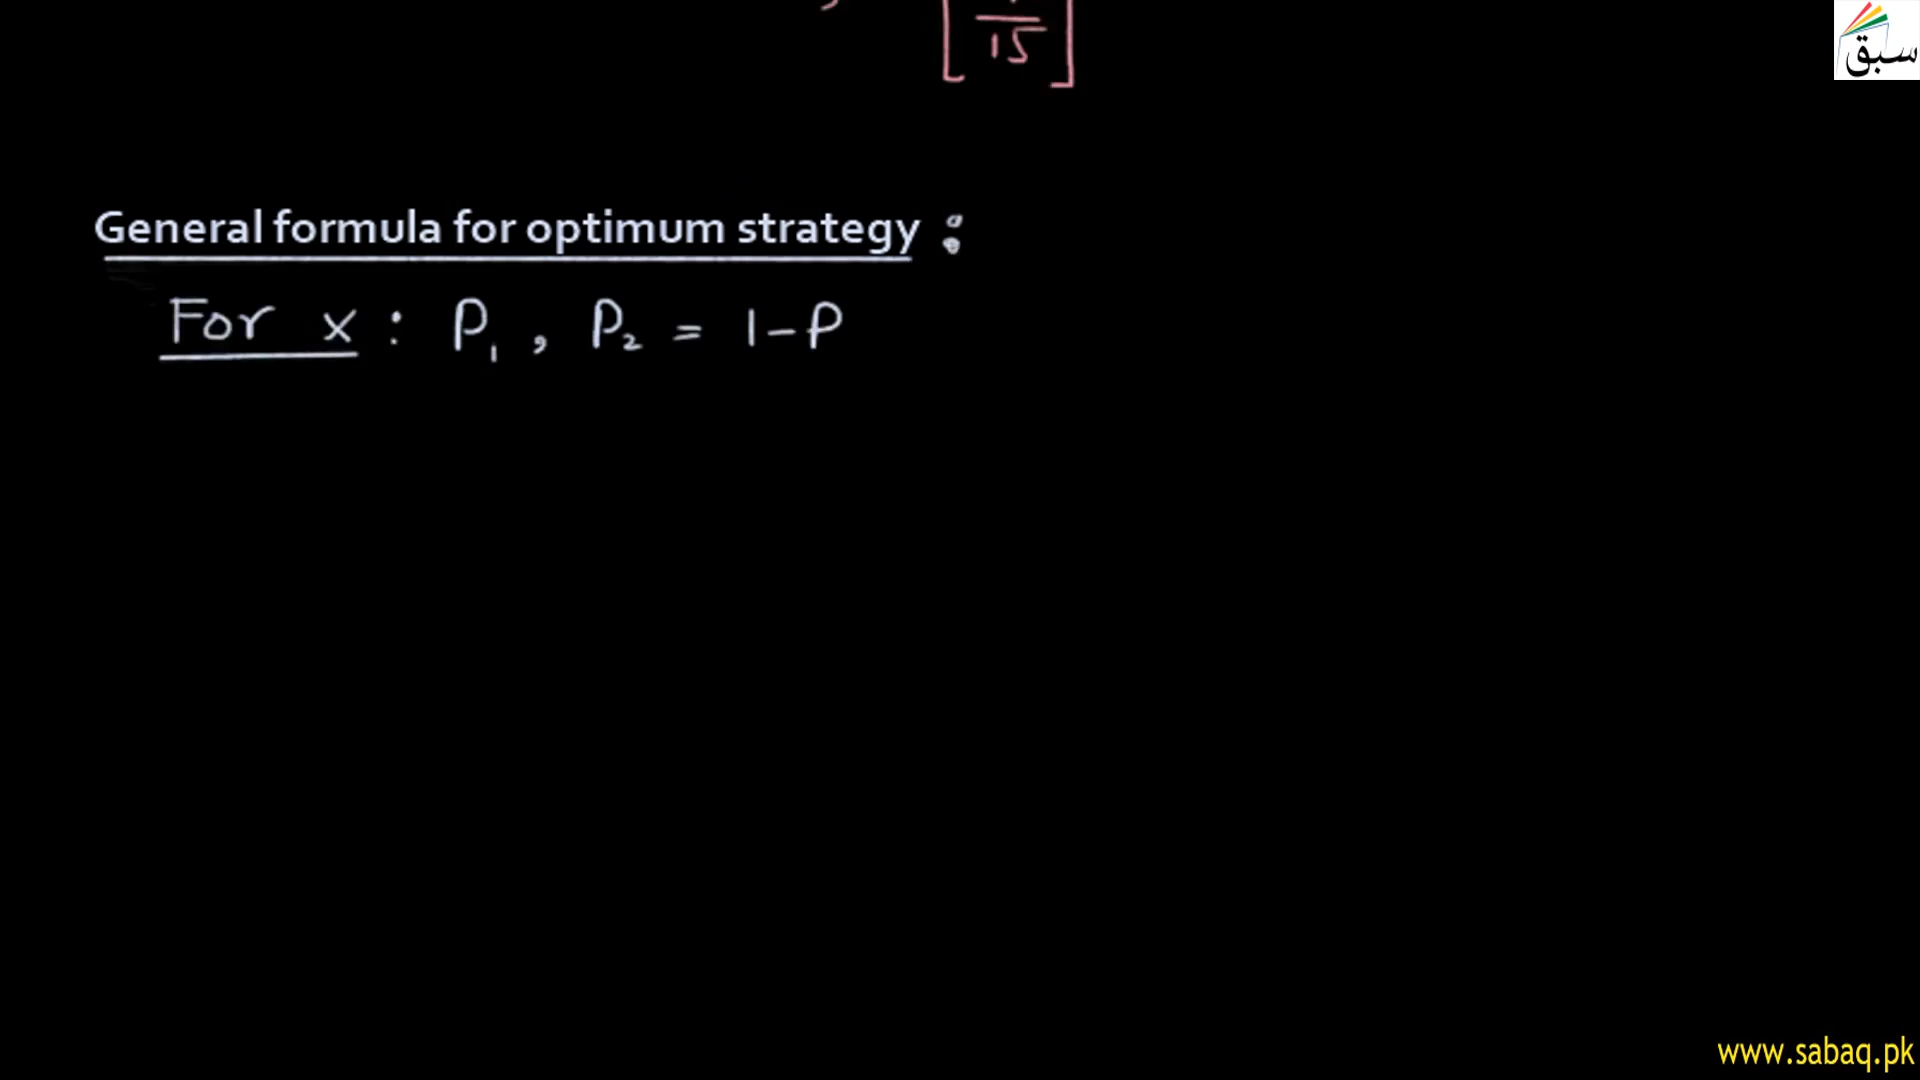 15
سبق
General formula for optimum strategy :
For x : P₁ , P₂ = 1-P
www.sabaq.pk